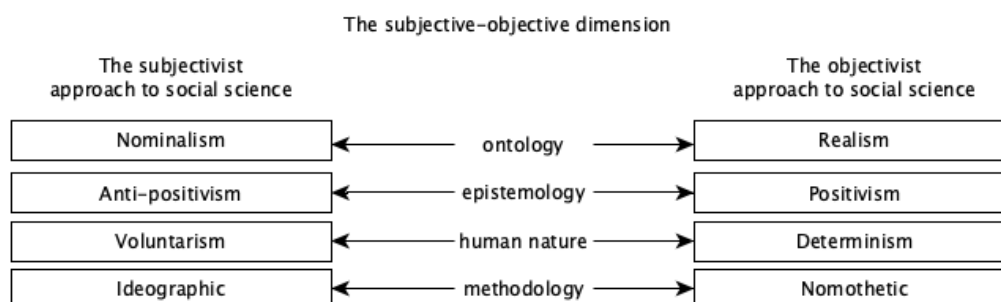 The subjective-objective dimension
The subjectivist
approach to social science
The objectivist
approach to social science
Nominalism
ontology
Realism
Anti-positivism
epistemology
Positivism
Voluntarism
human nature
Determinism
Ideographic
methodology
Nomothetic